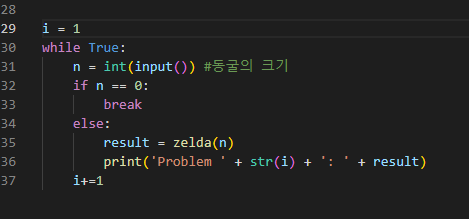 28
29 i = 1
30 while True:
31     n = int(input()) #동굴의 크기
32     if n == 0:
33         break
34     else:
35         result = zelda(n)
36         print('Problem ' + str(i) + ': ' + result)
37     i+=1